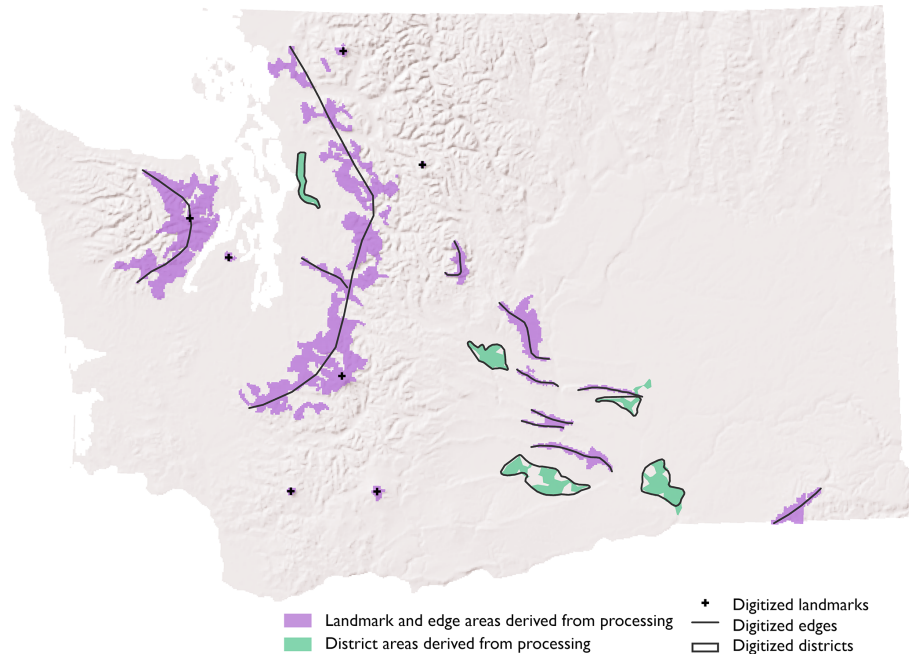 Landmark and edge areas derived from processing
District areas derived from processing
Digitized landmarks
Digitized edges
Digitized districts